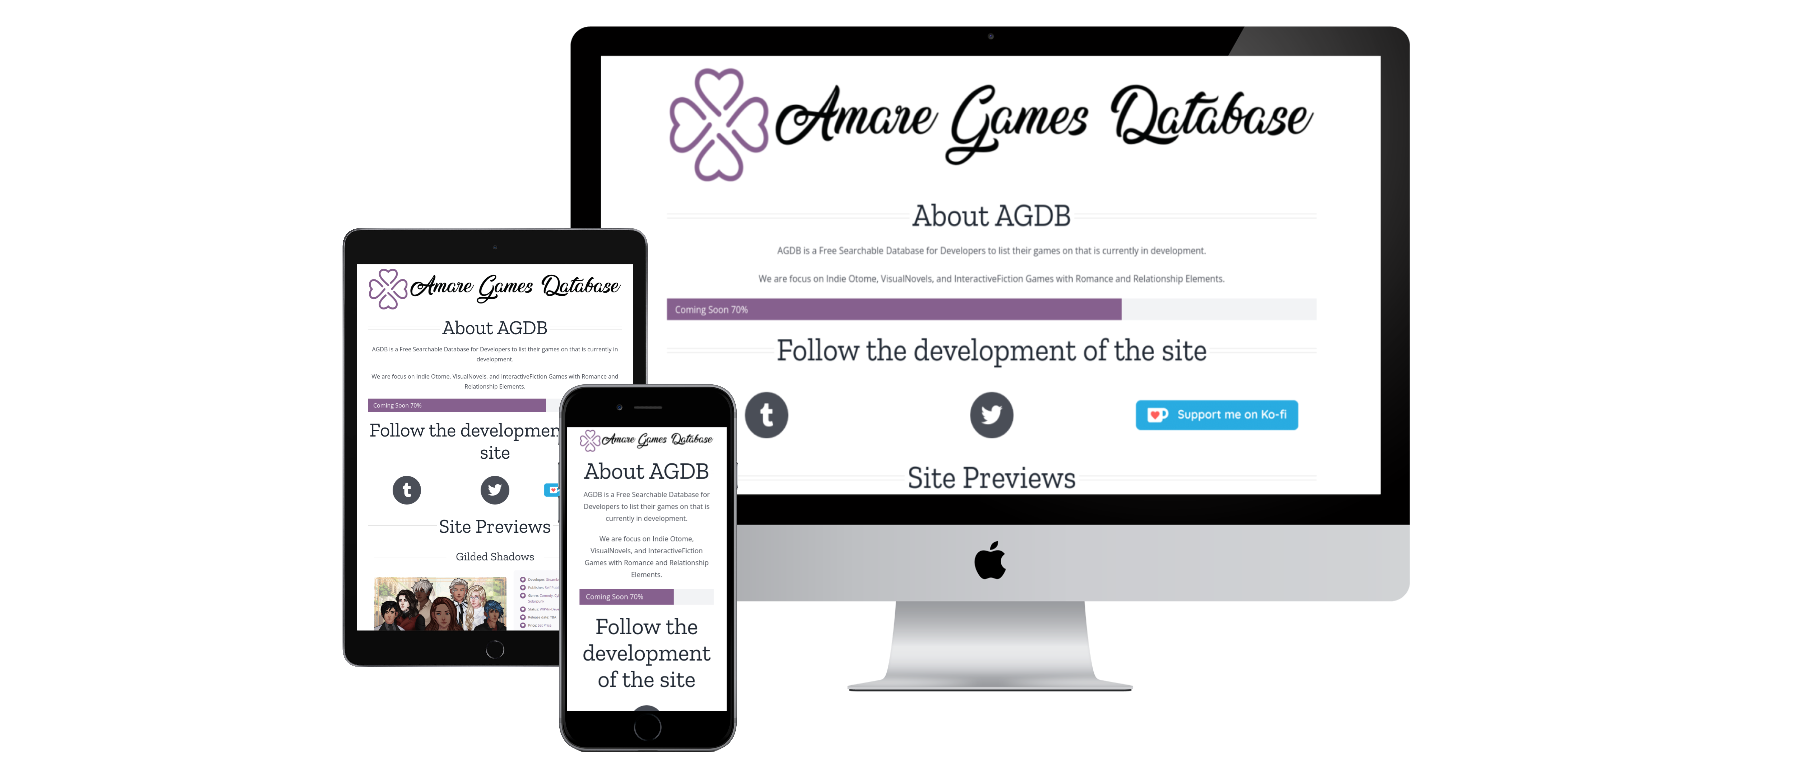 Amare Games Database
About AGDB
AGDB is a Free Searchable Database for Developers to list their games on that is currently in development.
We are focus on Indie Otome, VisualNovels, and InteractiveFiction Games with Romance and Relationship Elements.
Coming Soon 70%
Follow the development of the site
Support me on Ko-fi
Site Previews
Amare Games Database
About AGDB
AGDB is a Free Searchable Database for Developers to list their games on that is currently in
development.
We are focus on Indie Otome, VisualNovels, and InteractiveFiction Games with Romance and
Relationship Elements.
Coming Soon 70%
Follow the developmen
site
Site Previews
Gilded Shadows
Amare Games Database
About AGDB
AGDB is a Free Searchable Database for
Developers to list their games on that is
currently in development.
We are focus on Indie Otome,
VisualNovels, and InteractiveFiction
Games with Romance and Relationship
Elements.
Coming Soon 70%
Follow the
development
of the site